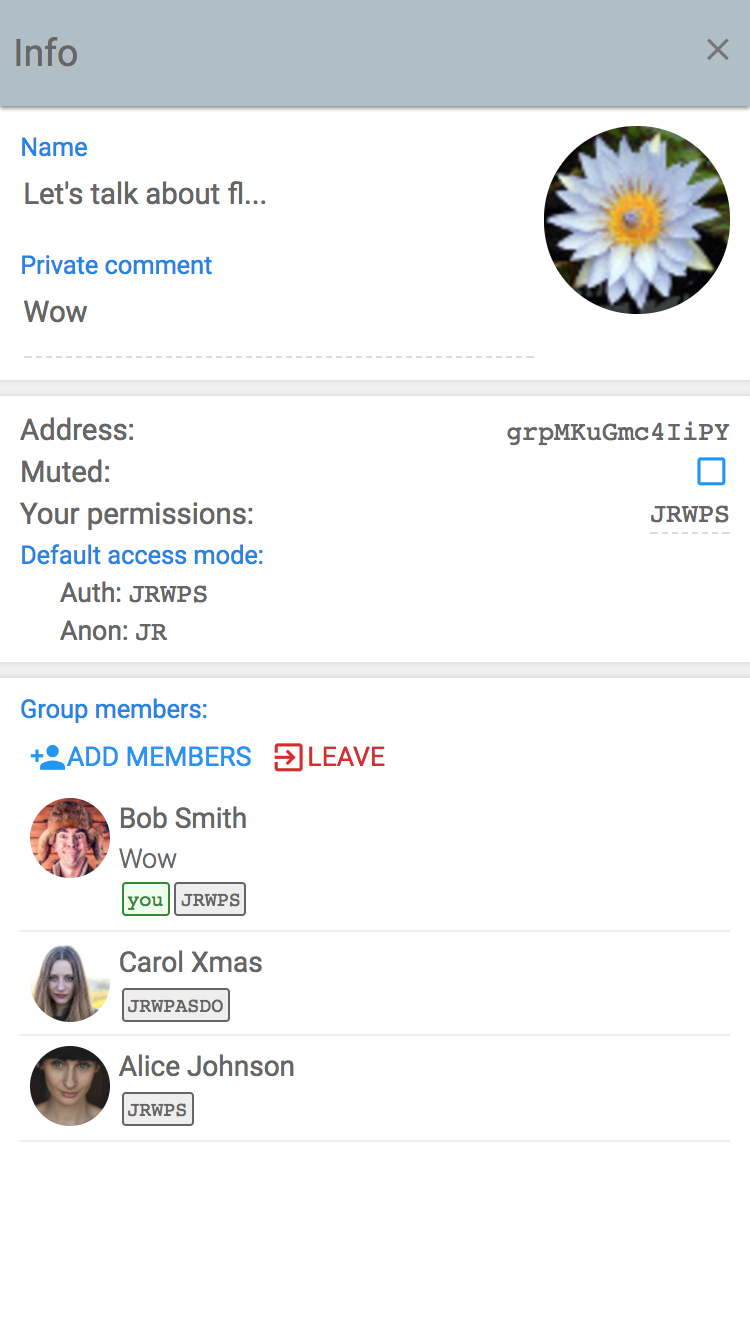 Info
Name
Let's talk about fl...
Private comment
Wow
Address: grpMKuGmc4IiPY
Muted:
Your permissions: JRWPS
Default access mode:
Auth: JRWPS
Anon: JR
Group members:
ADD MEMBERS LEAVE
Bob Smith
Wow
you JRWPS
Carol Xmas
JRWPASDO
Alice Johnson
JRWPS